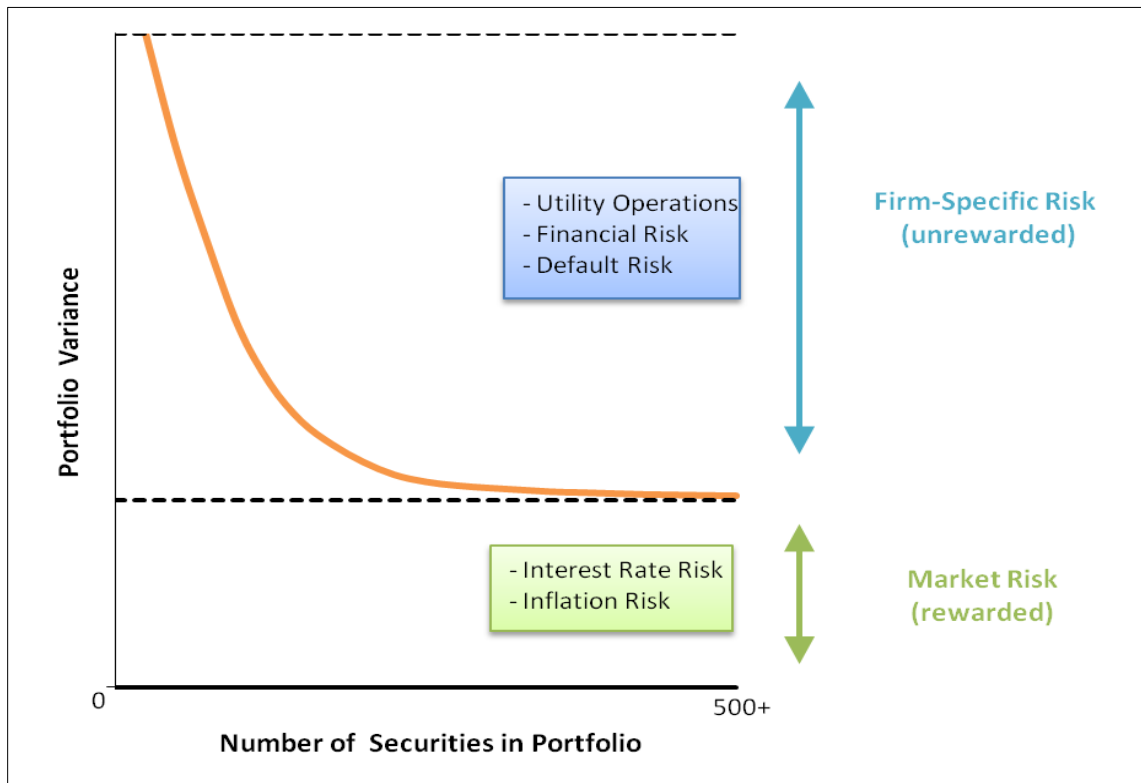 Portfolio Variance
- Utility Operations
- Financial Risk
- Default Risk
Firm-Specific Risk
(unrewarded)
- Interest Rate Risk
- Inflation Risk
Market Risk
(rewarded)
0
500+
Number of Securities in Portfolio